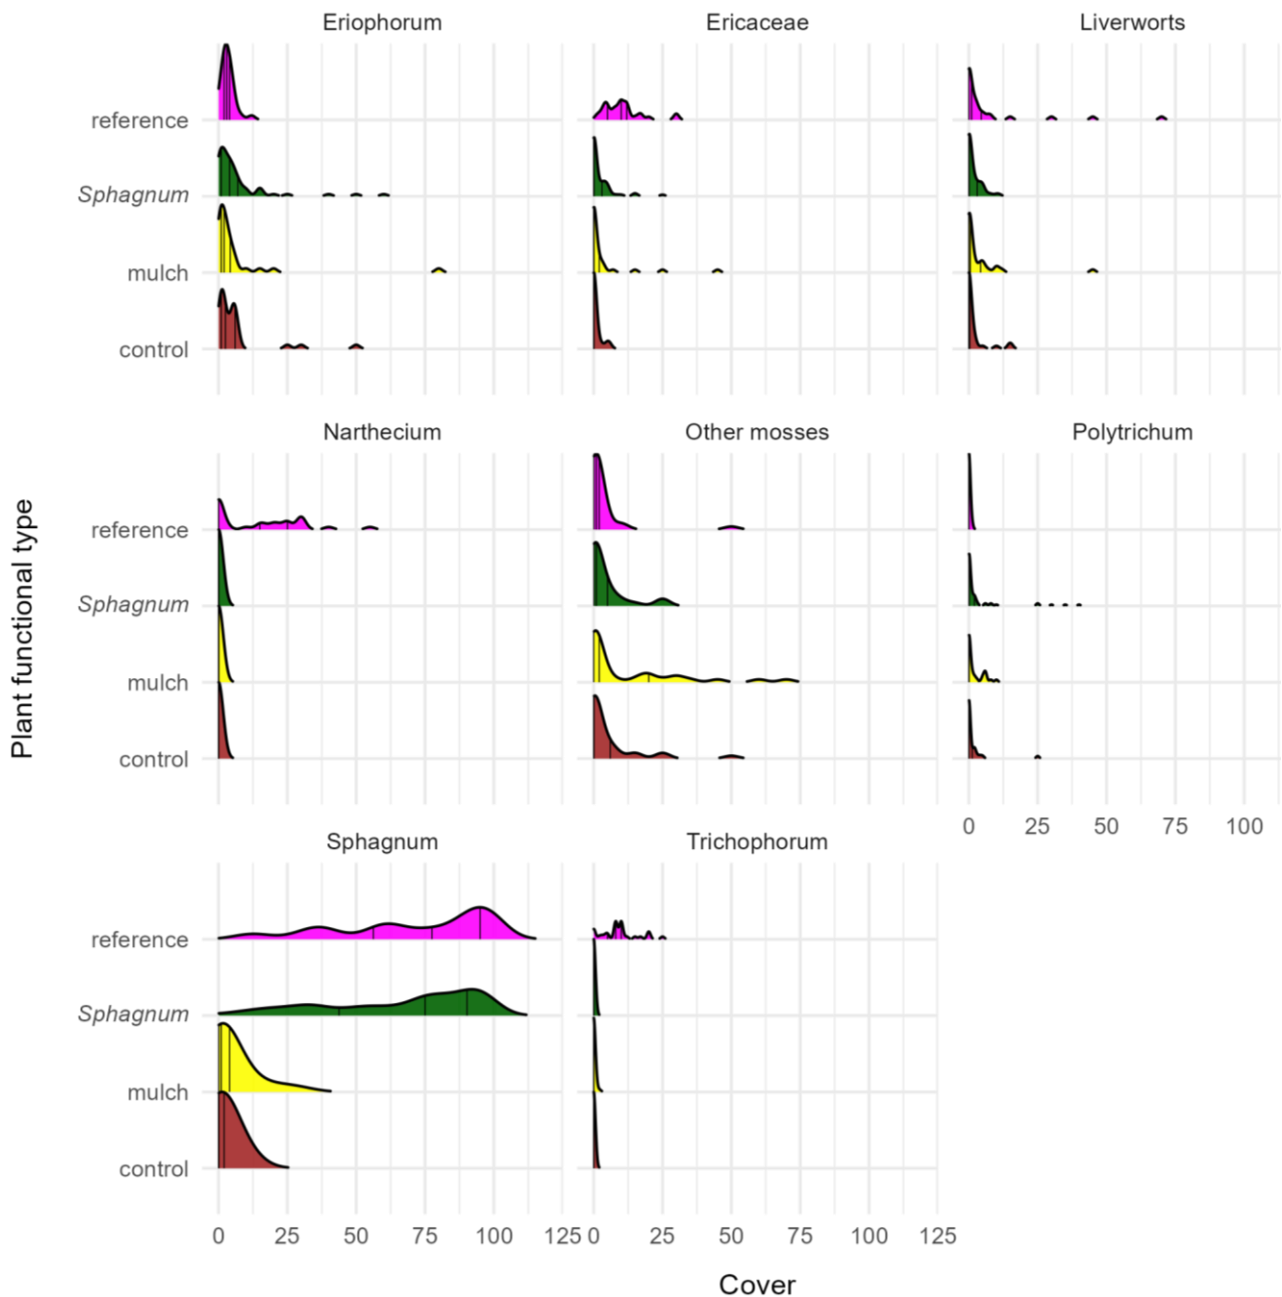 Eriophorum Ericaceae Liverworts
reference
Sphagnum
mulch
control
Narthecium Other mosses Polytrichum
reference
Sphagnum
mulch
control
0 25 50 75 100
Sphagnum Trichophorum
reference
Sphagnum
mulch
control
0 25 50 75 100 125 0 25 50 75 100 125
Plant functional type
Cover